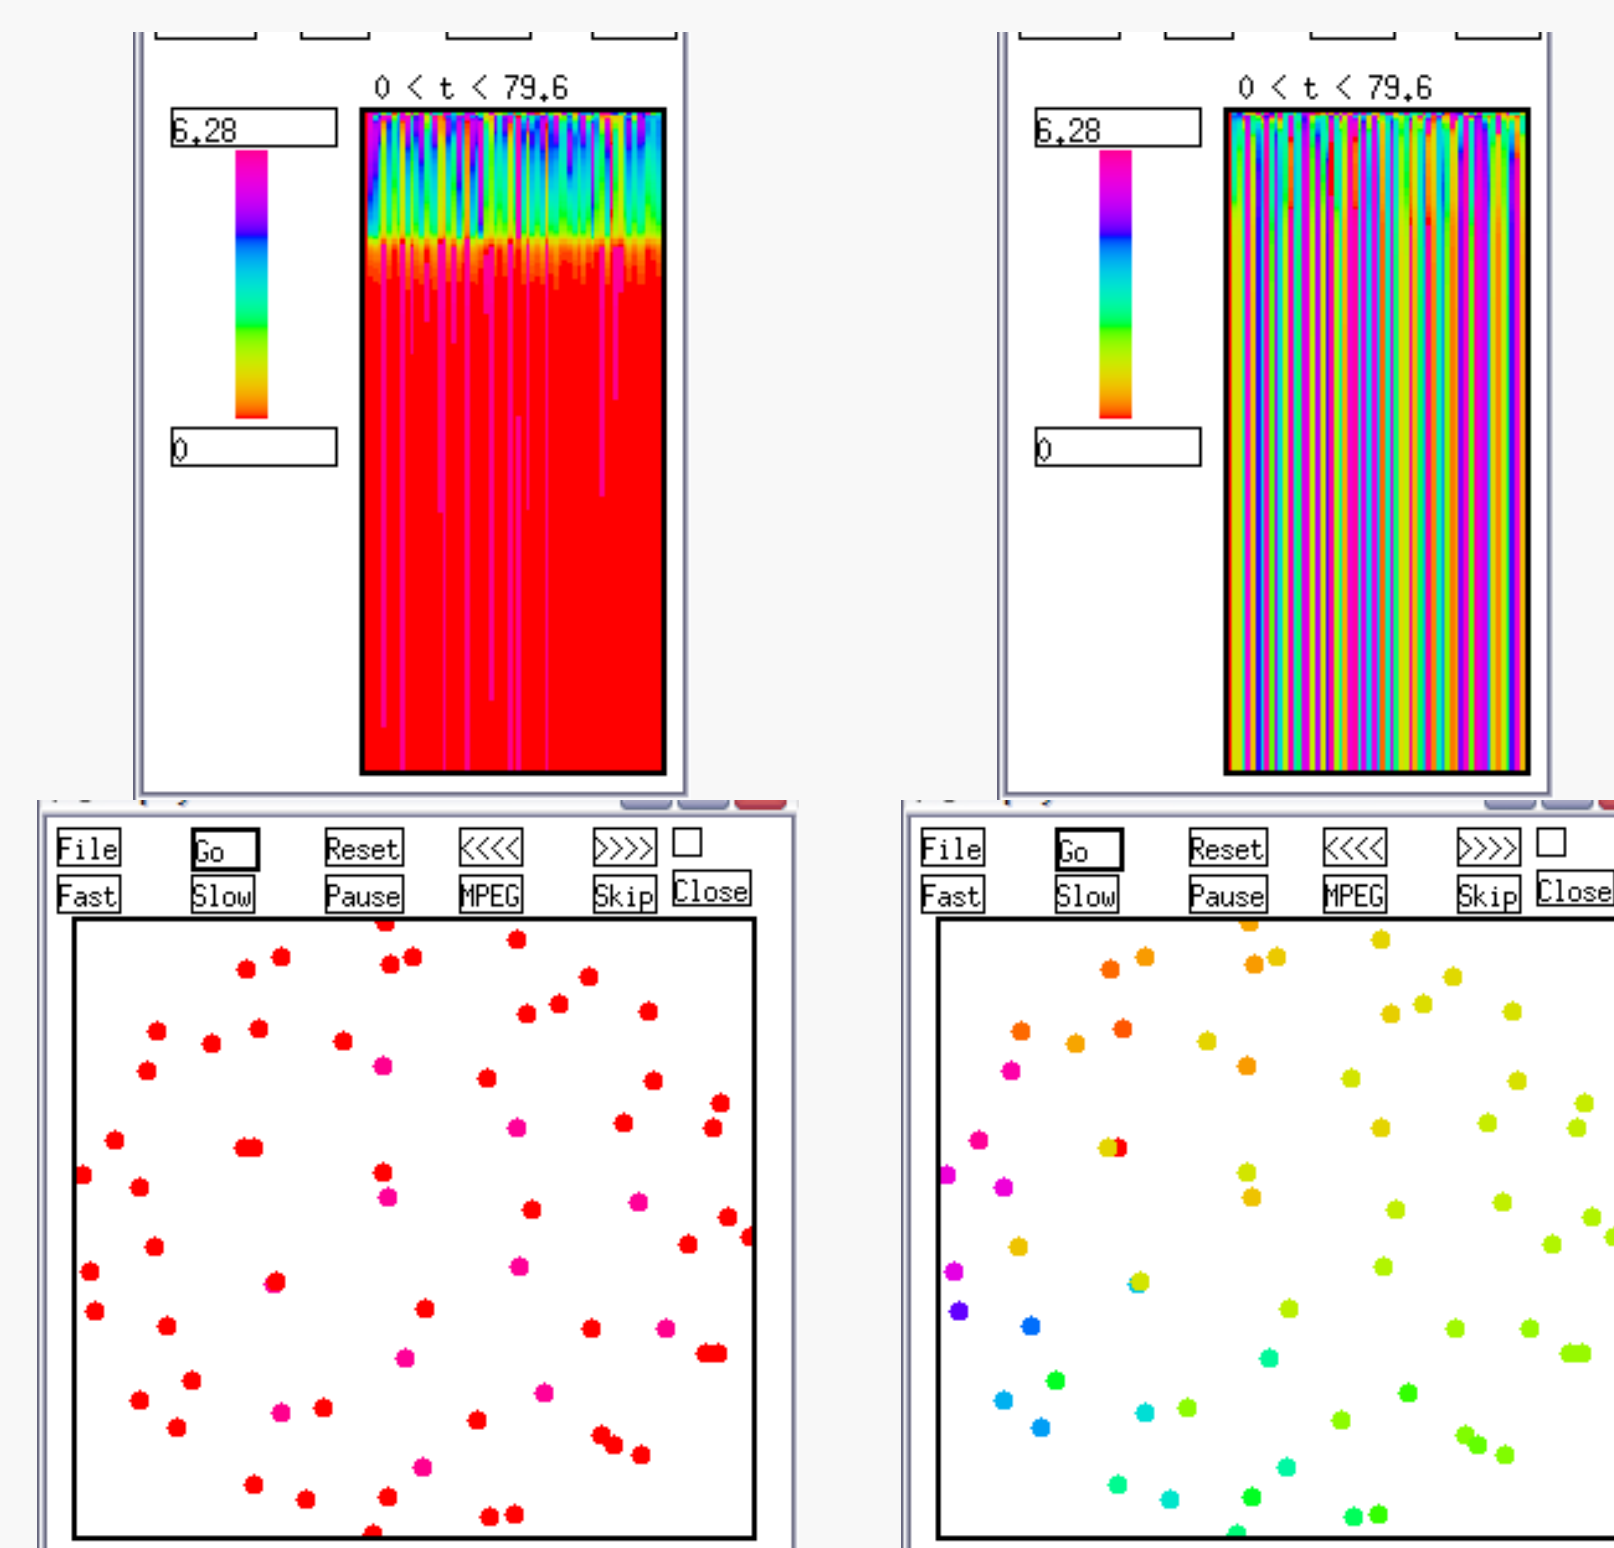 0 < t < 79.6
6.28
0
0 < t < 79.6
6.28
0
File Go Reset <<<< >>>>
Fast Slow Pause MPEG Skip Close
File Go Reset <<<< >>>>
Fast Slow Pause MPEG Skip Close